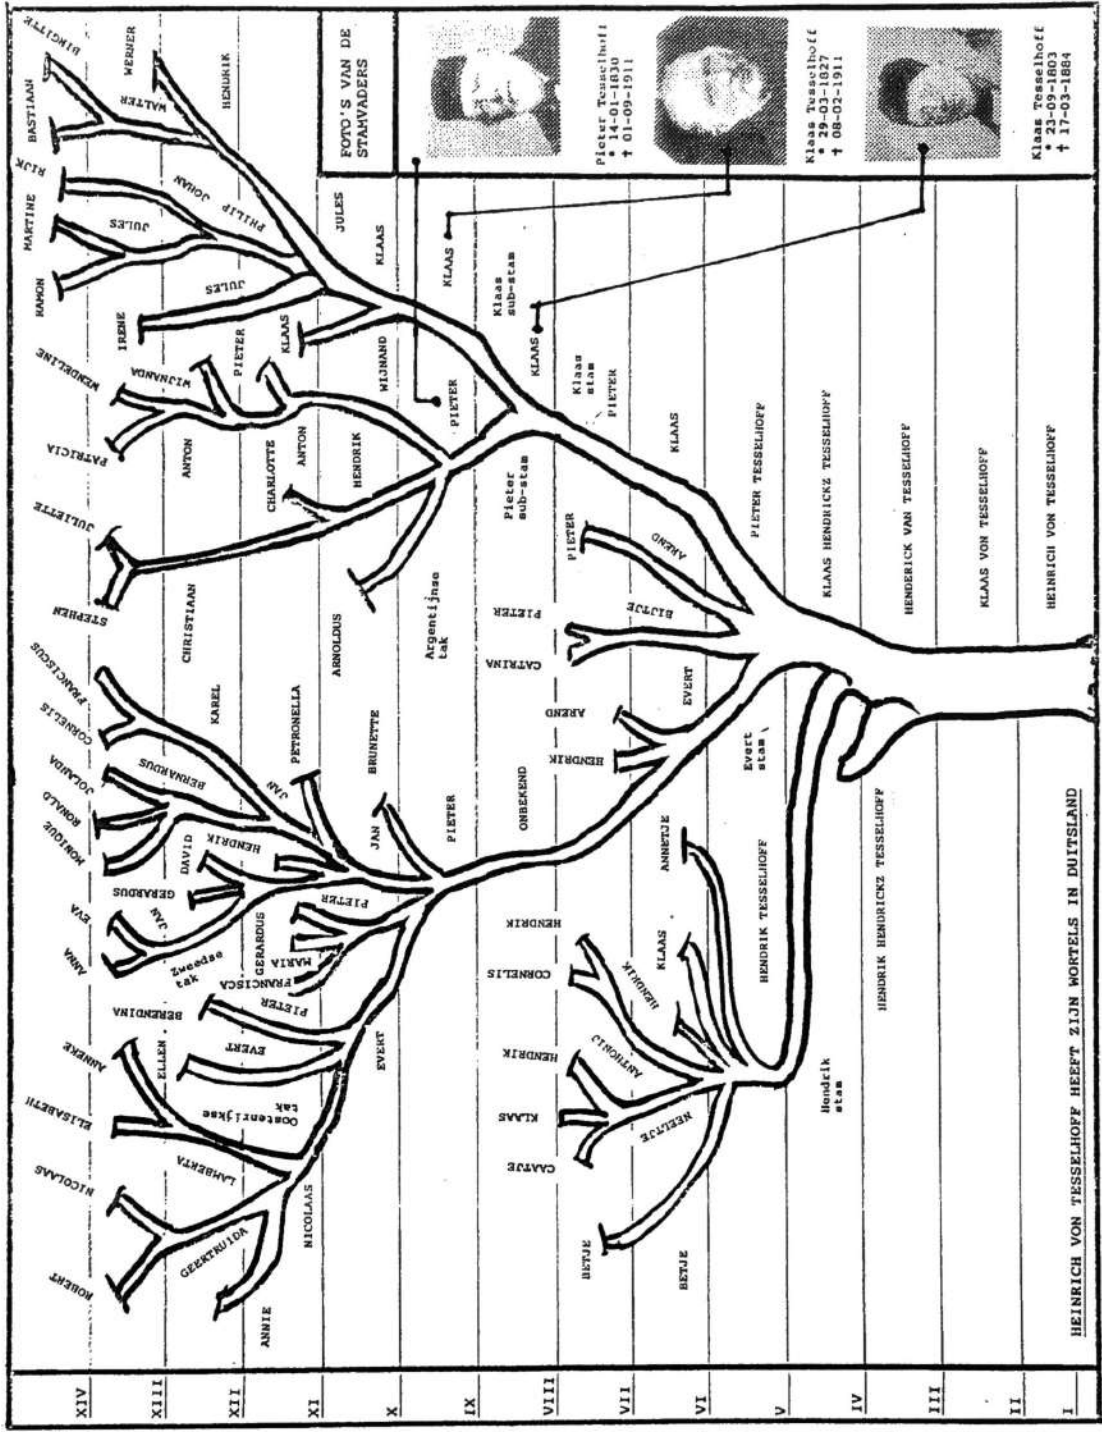 FOTO'S VAN DE
STAMVADERS
Pieter Tesselhoff
* 14-01-1830
† 01-09-1911
Klaas Tesselhoff
* 29-03-1827
† 08-02-1911
Klaas Tesselhoff
* 23-09-1803
† 17-03-1884
XIV
ROBERT
NICOLAAS
ELISABETH
ANNEKE
ANNA
EVA
MONIQUE
RONALD
JOLANDA
CORNELIS
FRANCISCUS
STEPHEN
JULIETTE
PATRICIA
WENDELINE
RAMON
MARTINE
RIJK
BASTIAAN
BIRGITTE
XIII
ELLEN
BERENDINA
JAN
GERARDUS
DAVID
BERNARDUS
CHRISTIAAN
ANTON
WIJNANDA
IRENE
JULES
JOHAN
WALTER
WERNER
XII
ANNIE
GEERTRUIDA
LAMBERTA
Oostenrijkse
tak
EVERT
PIETER
Zweedse
tak
HENDRIK
JAN
KAREL
CHARLOTTE
ANTON
PIETER
KLAAS
JULES
PHILIP
HENDRIK
XI
NICOLAAS
FRANCISCA
MARIA
GERARDUS
PIETER
PETRONELLA
ARNOLDUS
HENDRIK
JULES
X
EVERT
JAN
BRUNETTE
WIJNAND
KLAAS
IX
PIETER
Argentijnse
tak
PIETER
KLAAS
VIII
ONBEKEND
Pieter
sub-stam
Klaas
sub-stam
KLAAS
VII
BETJE
CAATJE
KLAAS
HENDRIK
CORNELIS
HENDRIK
HENDRIK
AREND
CATRINA
PIETER
PIETER
Klaas
stam
PIETER
VI
BETJE
NEELTJE
ANTHONIJ
HENDRIK
KLAAS
ANNETJE
EVERT
BIJTJE
AREND
KLAAS
V
HENDRIK TESSELHOFF
Evert
stam
PIETER TESSELHOFF
IV
Hendrik
stam
KLAAS HENDRICKZ TESSELHOFF
III
HENDRIK HENDRICKZ TESSELHOFF
HENDERICK VAN TESSELHOFF
II
KLAAS VON TESSELHOFF
I
HEINRICH VON TESSELHOFF
HEINRICH VON TESSELHOFF HEEFT ZIJN WORTELS IN DUITSLAND